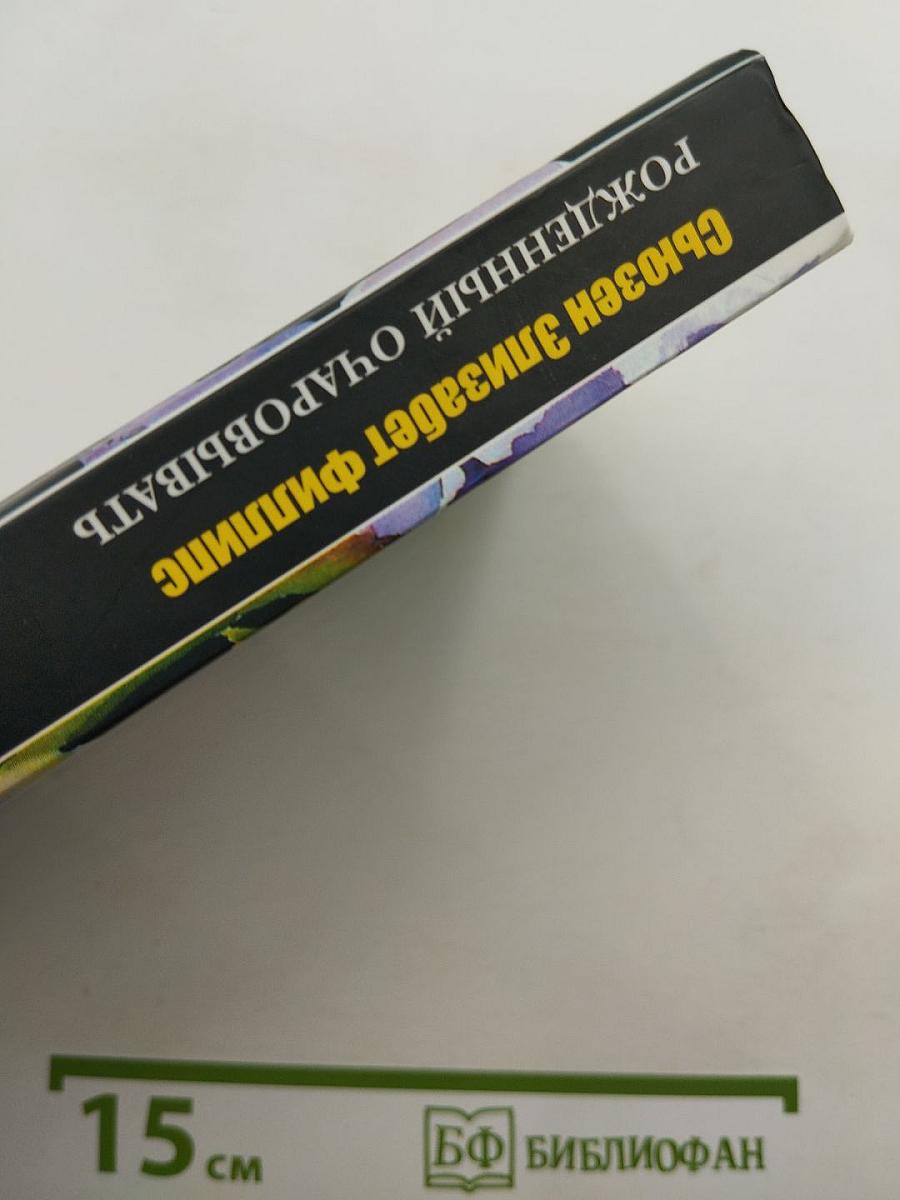 Сьюзен Элизабет Филлипс
РОЖДЕННЫЙ ОЧАРОВЫВАТЬ
15 см
БФ БИБЛИОФАН